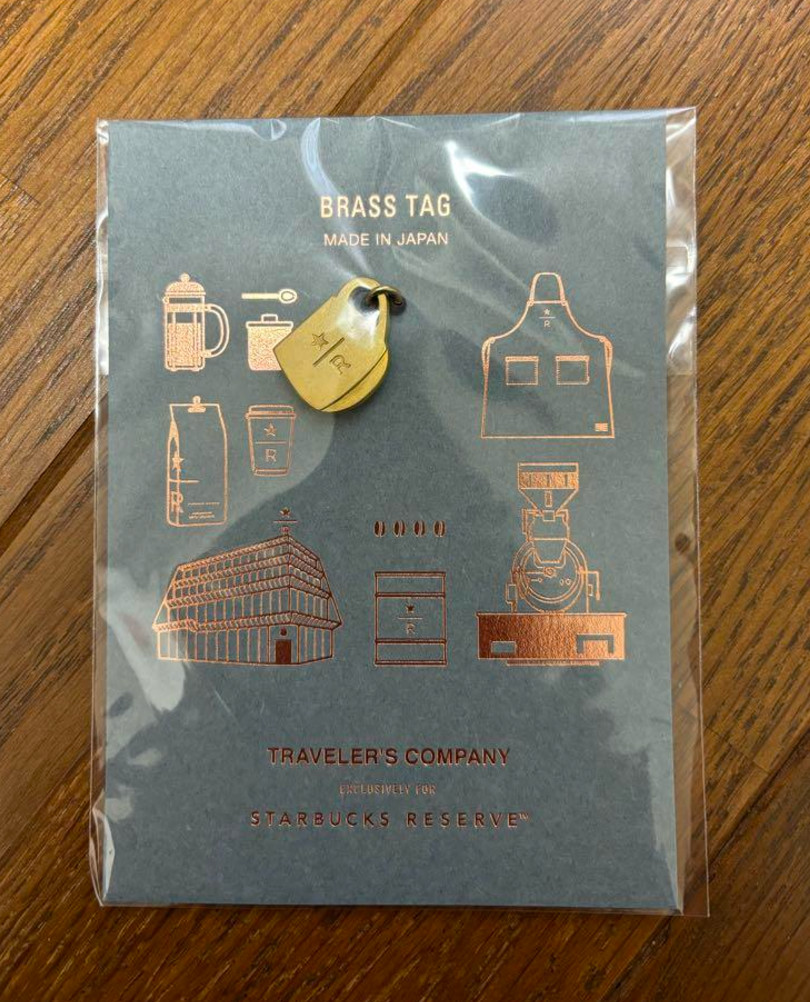 BRASS TAG
MADE IN JAPAN
R
R
R
R
R
TRAVELER'S COMPANY
EXCLUSIVELY FOR
STARBUCKS RESERVE™